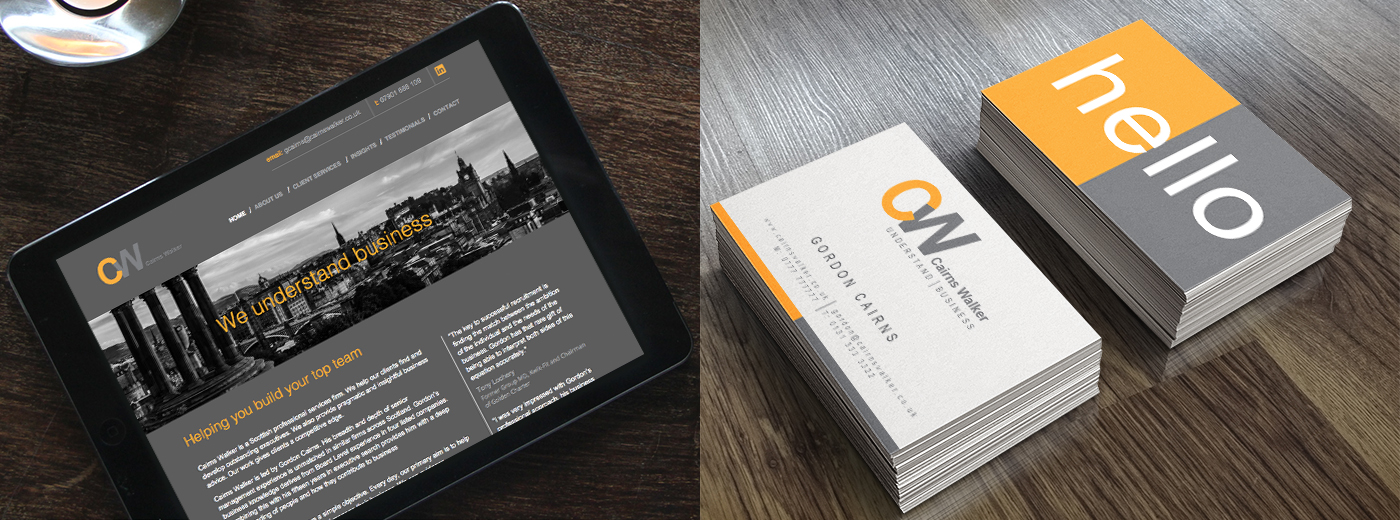 email: gcairns@cairnswalker.co.uk
t: 07901 688 109
in
HOME / ABOUT US / CLIENT SERVICES / INSIGHTS / TESTIMONIALS / CONTACT
CW Cairns Walker
We understand business
Helping you build your top team
Cairns Walker is a Scottish professional services firm. We help our clients find and
develop outstanding executives. We also provide pragmatic and insightful business
advice. Our work gives clients a competitive edge.
Cairns Walker is led by Gordon Cairns. His breadth and depth of senior
management experience is unmatched in similar firms across Scotland. Gordon's
business knowledge derives from Board Level experience in four listed companies.
this with his fifteen years in executive search provides him with a deep
of people and how they contribute to business
a simple objective. Every day, our primary aim is to help
"The key to successful recruitment is
finding the match between the ambition
of the individual and the needs of the
business. Gordon has that rare gift of
being able to interpret both sides of this
equation accurately."
Tony Lochery
Former Group MD, Kwik-Fit and Chairman
of Golden Charter
"I was very impressed with Gordon's
professional approach, his business
CW
Cairns Walker
UNDERSTAND | BUSINESS
GORDON CAIRNS
www.cairnswalker.co.uk | gordon@cairnswalker.co.uk
M: 0777 777777 | T: 0131 332 2222
hello